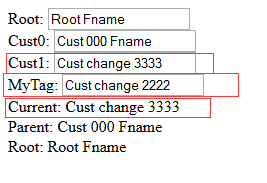 Root: Root Fname
Cust0: Cust 000 Fname
Cust1: Cust change 3333
MyTag: Cust change 2222
Current: Cust change 3333
Parent: Cust 000 Fname
Root: Root Fname